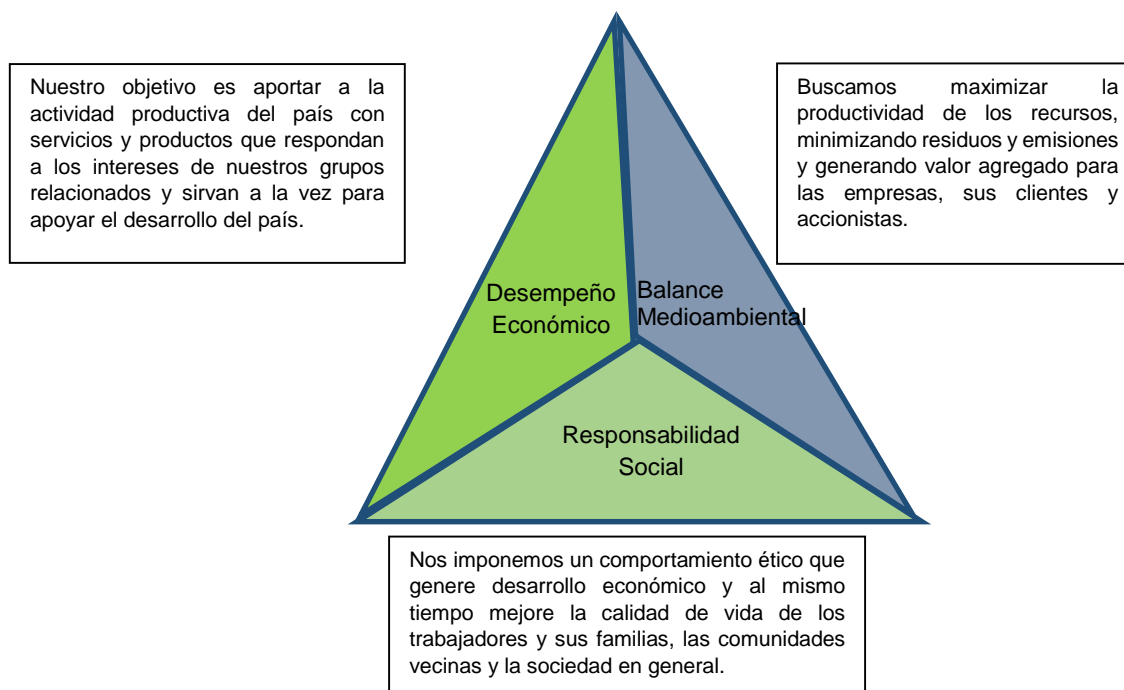 Nuestro objetivo es aportar a la
actividad productiva del país con
servicios y productos que respondan
a los intereses de nuestros grupos
relacionados y sirvan a la vez para
apoyar el desarrollo del país.
Buscamos maximizar la
productividad de los recursos,
minimizando residuos y emisiones
y generando valor agregado para
las empresas, sus clientes y
accionistas.
Desempeño
Económico
Balance
Medioambiental
Responsabilidad
Social
Nos imponemos un comportamiento ético que
genere desarrollo económico y al mismo
tiempo mejore la calidad de vida de los
trabajadores y sus familias, las comunidades
vecinas y la sociedad en general.